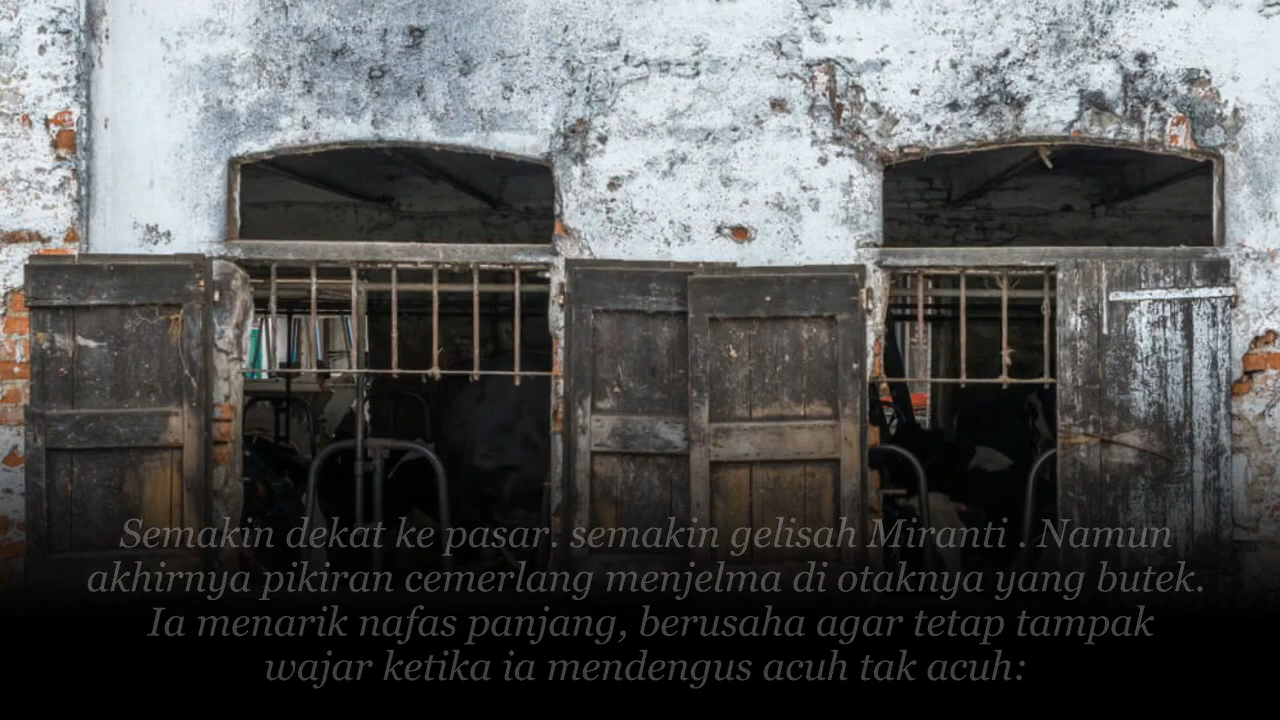 Semakin dekat ke pasar. semakin gelisah Miranti . Namun
akhirnya pikiran cemerlang menjelma di otaknya yang butek.
Ia menarik nafas panjang, berusaha agar tetap tampak
wajar ketika ia mendengus acuh tak acuh: